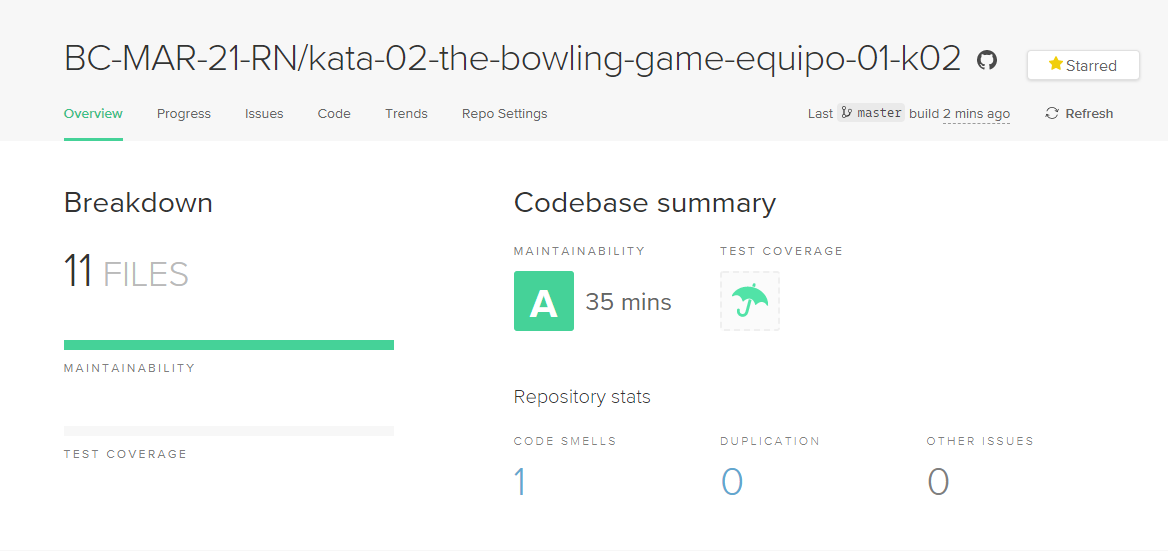 BC-MAR-21-RN/kata-02-the-bowling-game-equipo-01-k02
Starred
Overview Progress Issues Code Trends Repo Settings Last master build 2 mins ago Refresh
Breakdown
Codebase summary
11 FILES
MAINTAINABILITY TEST COVERAGE
A 35 mins
MAINTAINABILITY
TEST COVERAGE
Repository stats
CODE SMELLS DUPLICATION OTHER ISSUES
1 0 0